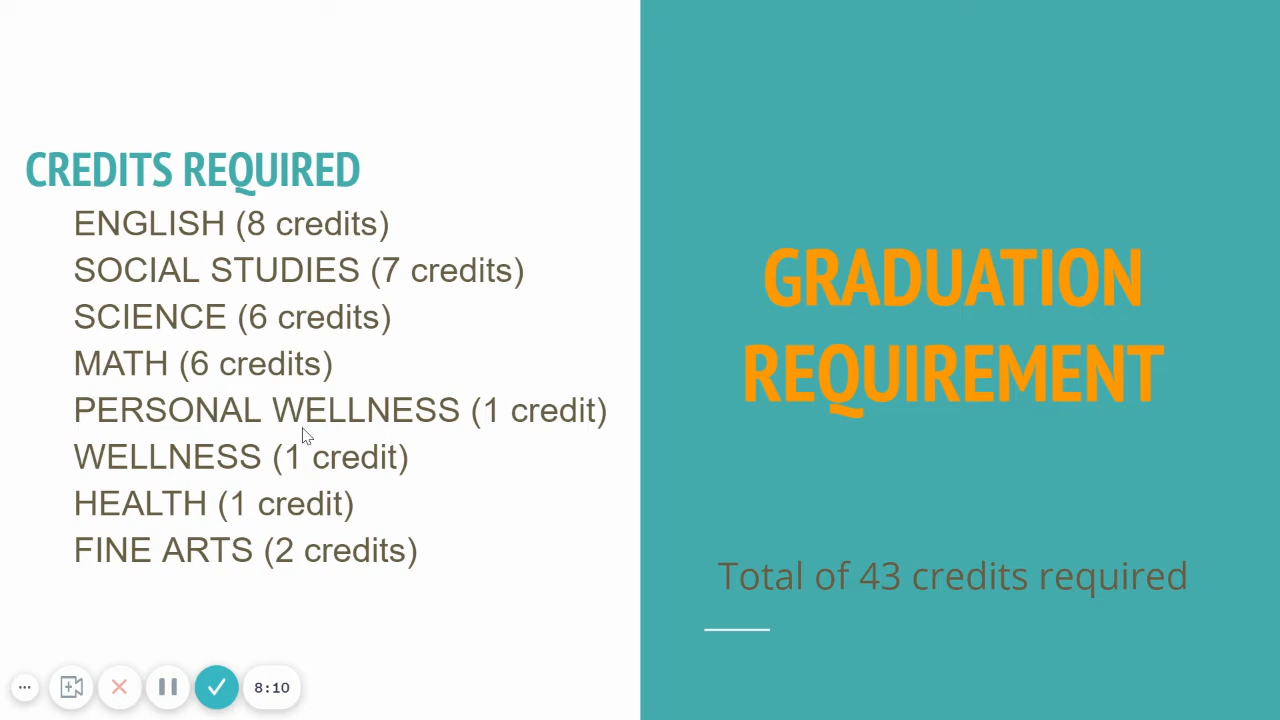 CREDITS REQUIRED
ENGLISH (8 credits)
SOCIAL STUDIES (7 credits)
SCIENCE (6 credits)
MATH (6 credits)
PERSONAL WELLNESS (1 credit)
WELLNESS (1 credit)
HEALTH (1 credit)
FINE ARTS (2 credits)
GRADUATION
REQUIREMENT
Total of 43 credits required
8:10